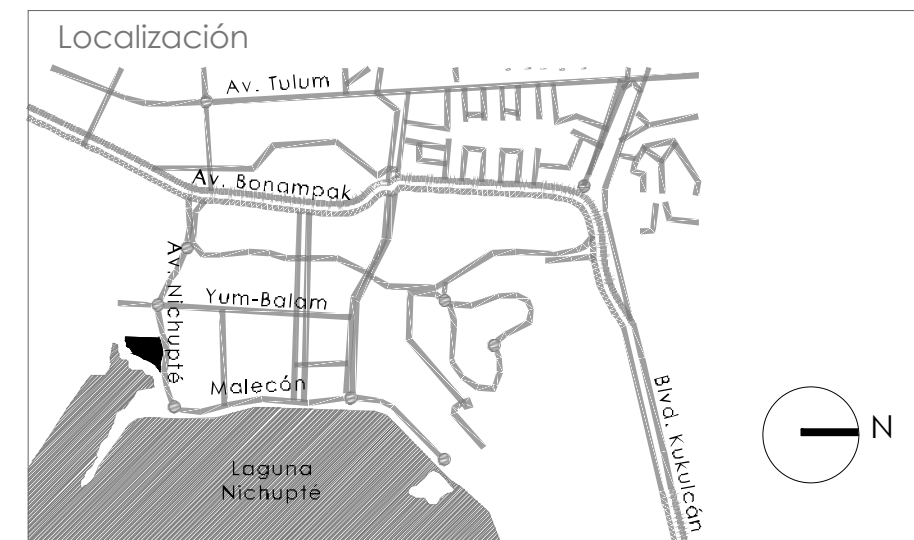 Localización
Av. Tulum
Av. Bonampak
Av. Nichupté
Yum-Balam
Malecón
Laguna
Nichupté
Blvd. Kukulcán
N